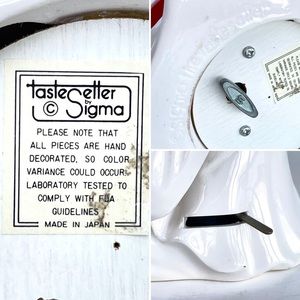 tasteSetter
© by Sigma
PLEASE NOTE THAT
ALL PIECES ARE HAND
DECORATED, SO COLOR
VARIANCE COULD OCCUR.
LABORATORY TESTED TO
COMPLY WITH FDA
GUIDELINES
MADE IN JAPAN